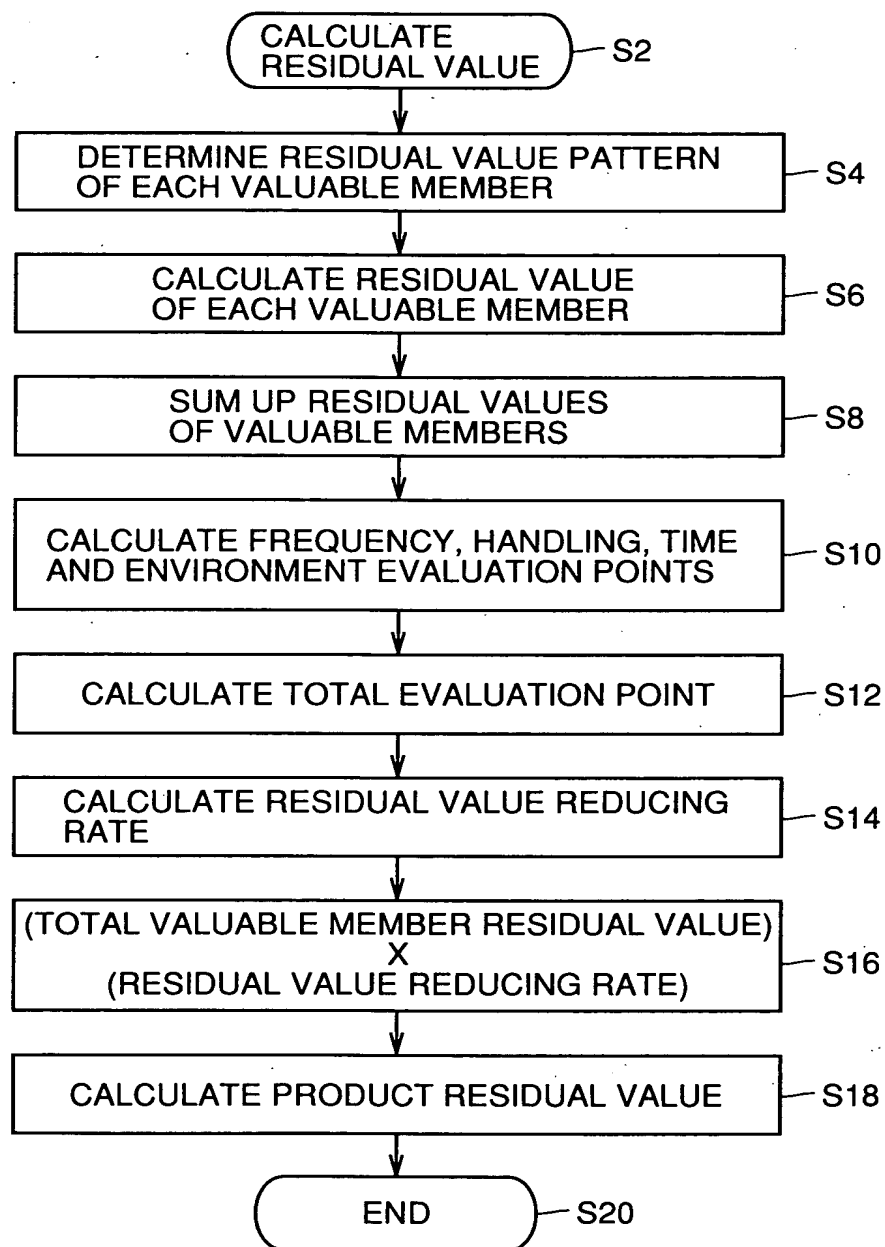 CALCULATE
RESIDUAL VALUE
S2
DETERMINE RESIDUAL VALUE PATTERN
OF EACH VALUABLE MEMBER
S4
CALCULATE RESIDUAL VALUE
OF EACH VALUABLE MEMBER
S6
SUM UP RESIDUAL VALUES
OF VALUABLE MEMBERS
S8
CALCULATE FREQUENCY, HANDLING, TIME
AND ENVIRONMENT EVALUATION POINTS
S10
CALCULATE TOTAL EVALUATION POINT
S12
CALCULATE RESIDUAL VALUE REDUCING
RATE
S14
(TOTAL VALUABLE MEMBER RESIDUAL VALUE)
X
(RESIDUAL VALUE REDUCING RATE)
S16
CALCULATE PRODUCT RESIDUAL VALUE
S18
END
S20